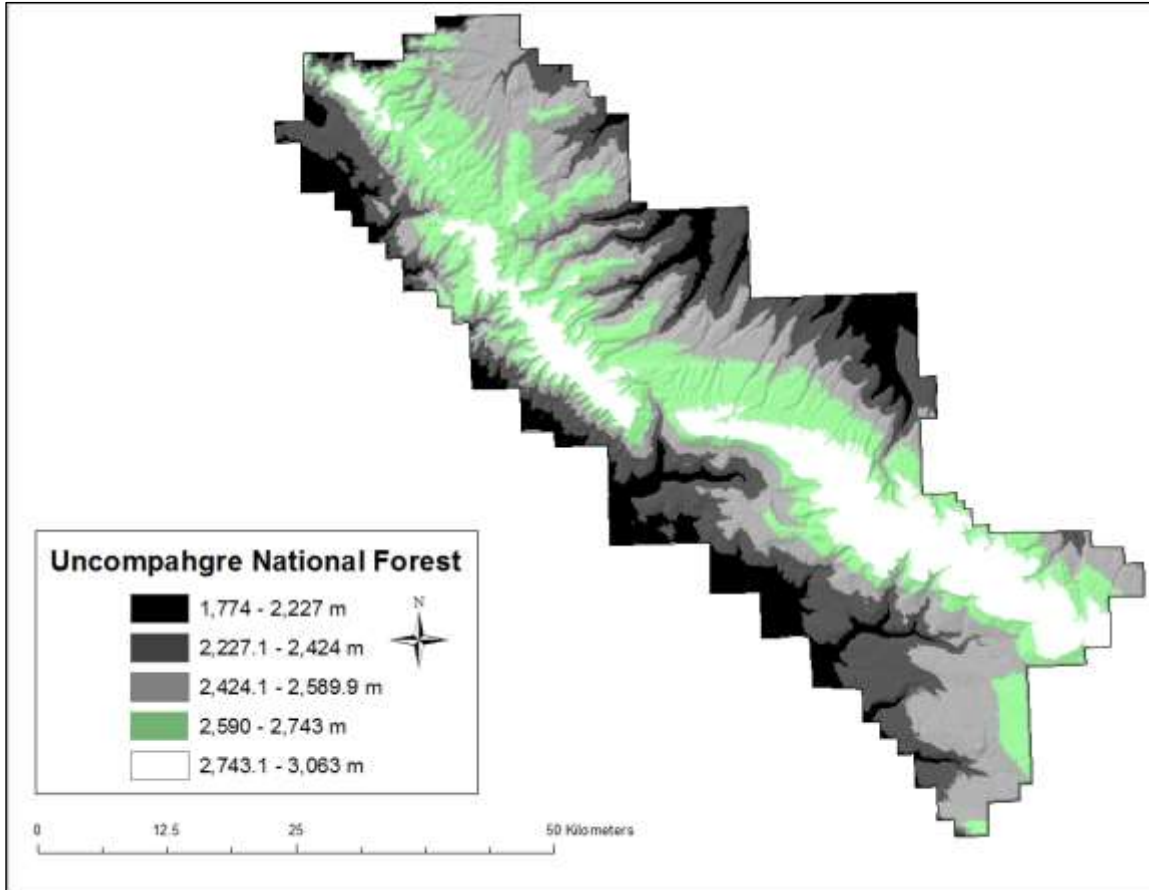 Uncompahgre National Forest
1,774 - 2,227 m
N
2,227.1 - 2,424 m
2,424.1 - 2,589.9 m
2,590 - 2,743 m
2,743.1 - 3,063 m
0 12.5 25 50 Kilometers